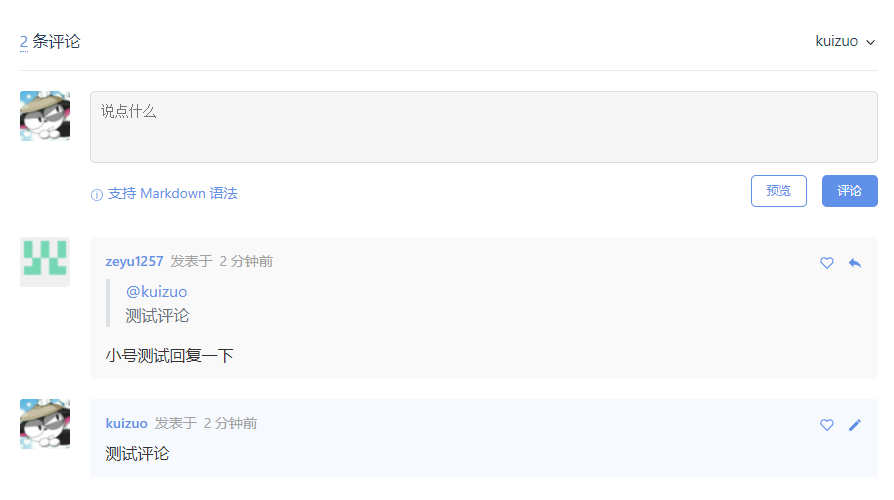 2 条评论
kuizuo
说点什么
支持 Markdown 语法
预览
评论
zeyu1257 发表于 2 分钟前
@kuizuo
测试评论
小号测试回复一下
kuizuo 发表于 2 分钟前
测试评论